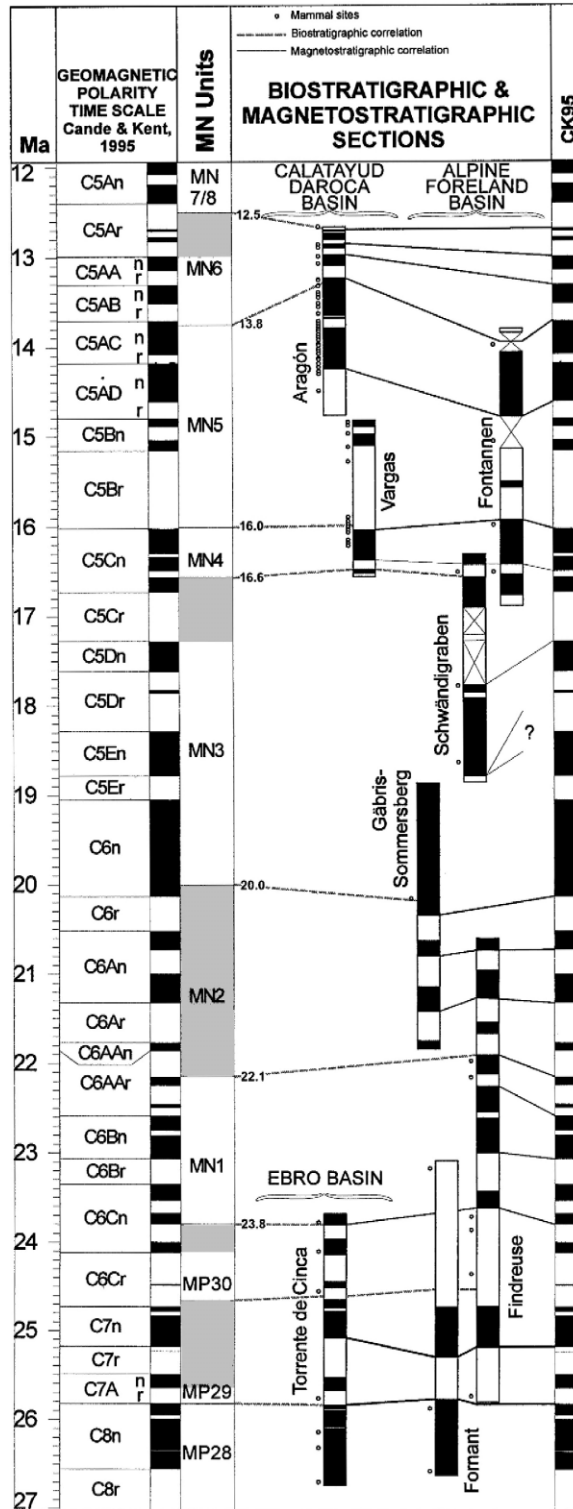 Mammal sites
Biostratigraphic correlation
Magnetostratigraphic correlation
Ma
GEOMAGNETIC
POLARITY
TIME SCALE
Cande & Kent,
1995
MN Units
BIOSTRATIGRAPHIC &
MAGNETOSTRATIGRAPHIC
SECTIONS
CK95
CALATAYUD
DAROCA
BASIN
ALPINE
FORELAND
BASIN
12
13
14
15
16
17
18
19
20
21
22
23
24
25
26
27
C5An
C5Ar
C5AA n
r
C5AB n
r
C5AC n
r
C5AD n
r
C5Bn
C5Br
C5Cn
C5Cr
C5Dn
C5Dr
C5En
C5Er
C6n
C6r
C6An
C6Ar
C6AAn
C6AAr
C6Bn
C6Br
C6Cn
C6Cr
C7n
C7r
C7A n
r
C8n
C8r
MN
7/8
MN6
MN5
MN4
MN3
MN2
MN1
MP30
MP29
MP28
12.5
13.8
16.0
16.6
20.0
22.1
23.8
Aragón
Vargas
Fontannen
Schwändigraben
?
Gäbris-
Sommersberg
EBRO BASIN
Torrente de Cinca
Findreuse
Fornant